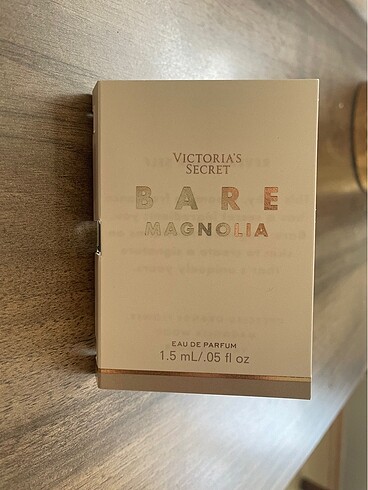 VICTORIA'S
SECRET
BARE
MAGNOLIA
EAU DE PARFUM
1.5 mL/.05 fl oz